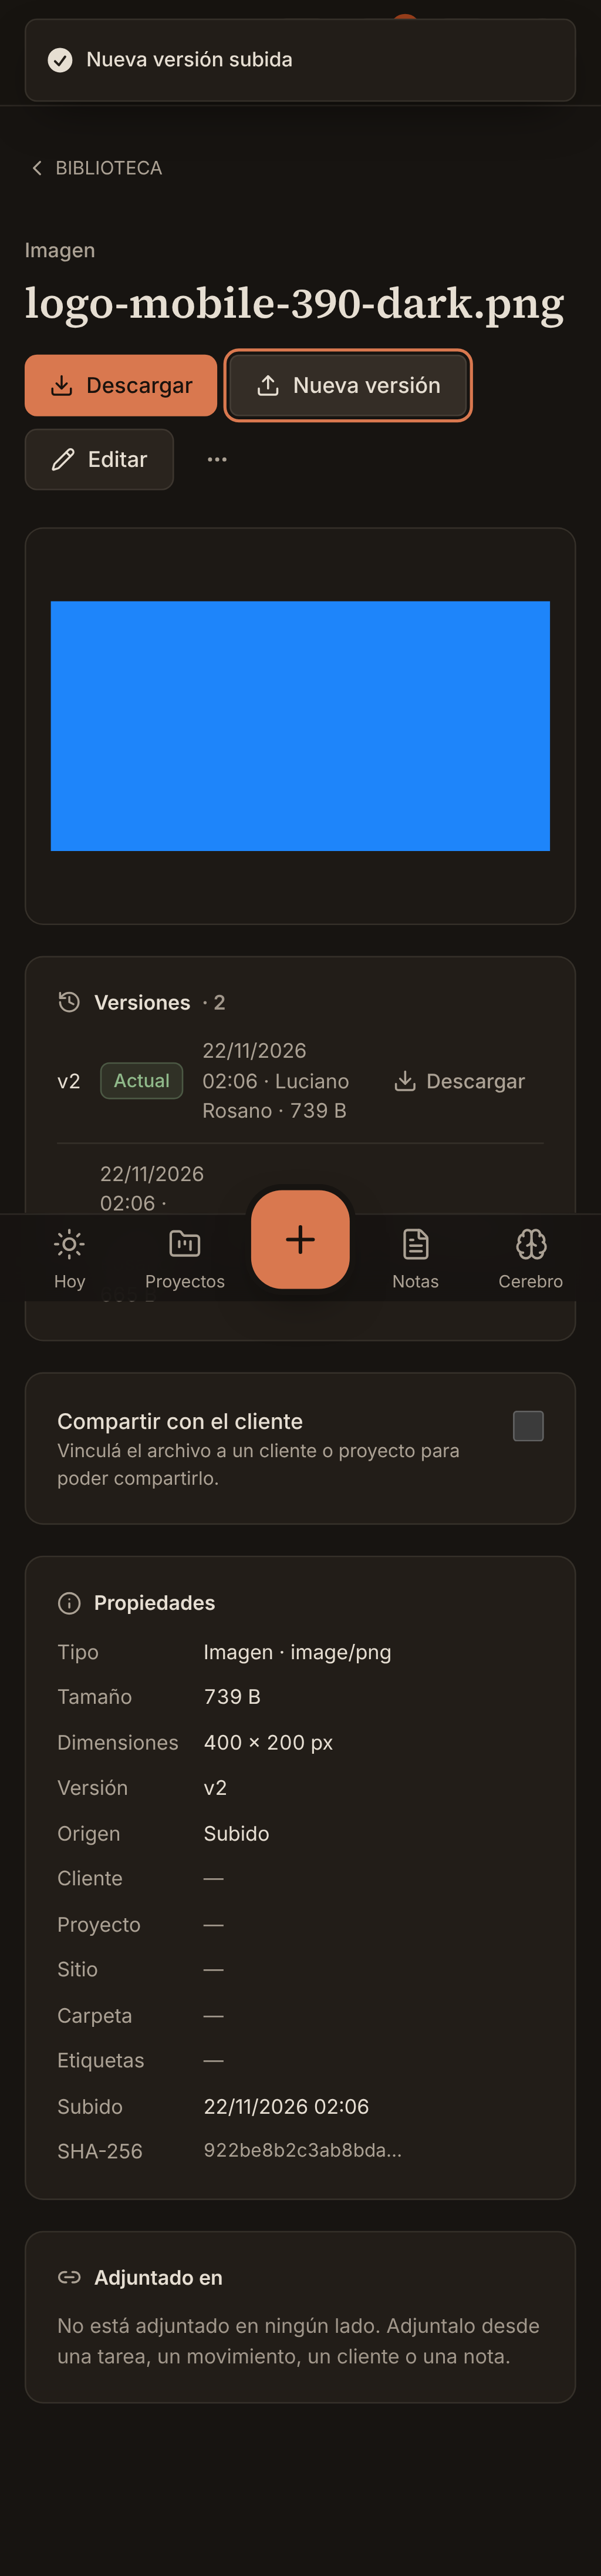 Nueva versión subida
BIBLIOTECA
Imagen
logo-mobile-390-dark.png
Descargar
Nueva versión
Editar
Versiones · 2
v2
Actual
22/11/2026
02:06 · Luciano
Rosano · 739 B
Descargar
22/11/2026
02:06 ·
Hoy
Proyectos
Notas
Cerebro
Compartir con el cliente
Vinculá el archivo a un cliente o proyecto para
poder compartirlo.
Propiedades
Tipo Imagen · image/png
Tamaño 739 B
Dimensiones 400 × 200 px
Versión v2
Origen Subido
Cliente —
Proyecto —
Sitio —
Carpeta —
Etiquetas —
Subido 22/11/2026 02:06
SHA-256 922be8b2c3ab8bda…
Adjuntado en
No está adjuntado en ningún lado. Adjuntalo desde
una tarea, un movimiento, un cliente o una nota.